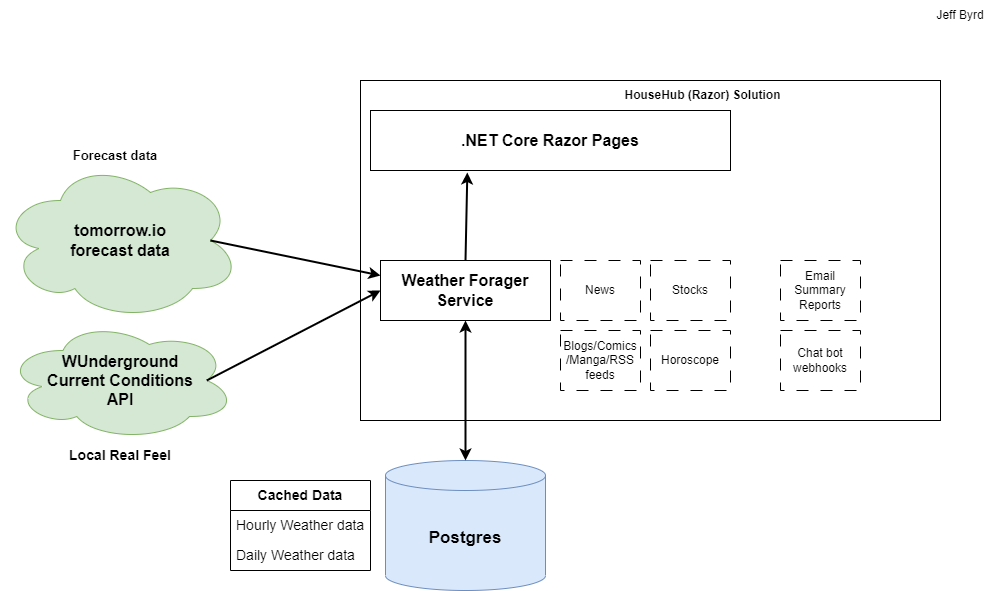 Jeff Byrd
HouseHub (Razor) Solution
.NET Core Razor Pages
Forecast data
tomorrow.io
forecast data
Weather Forager
Service
News
Stocks
Email
Summary
Reports
WUnderground
Current Conditions
API
Blogs/Comics
/Manga/RSS
feeds
Horoscope
Chat bot
webhooks
Local Real Feel
Cached Data
Hourly Weather data
Daily Weather data
Postgres